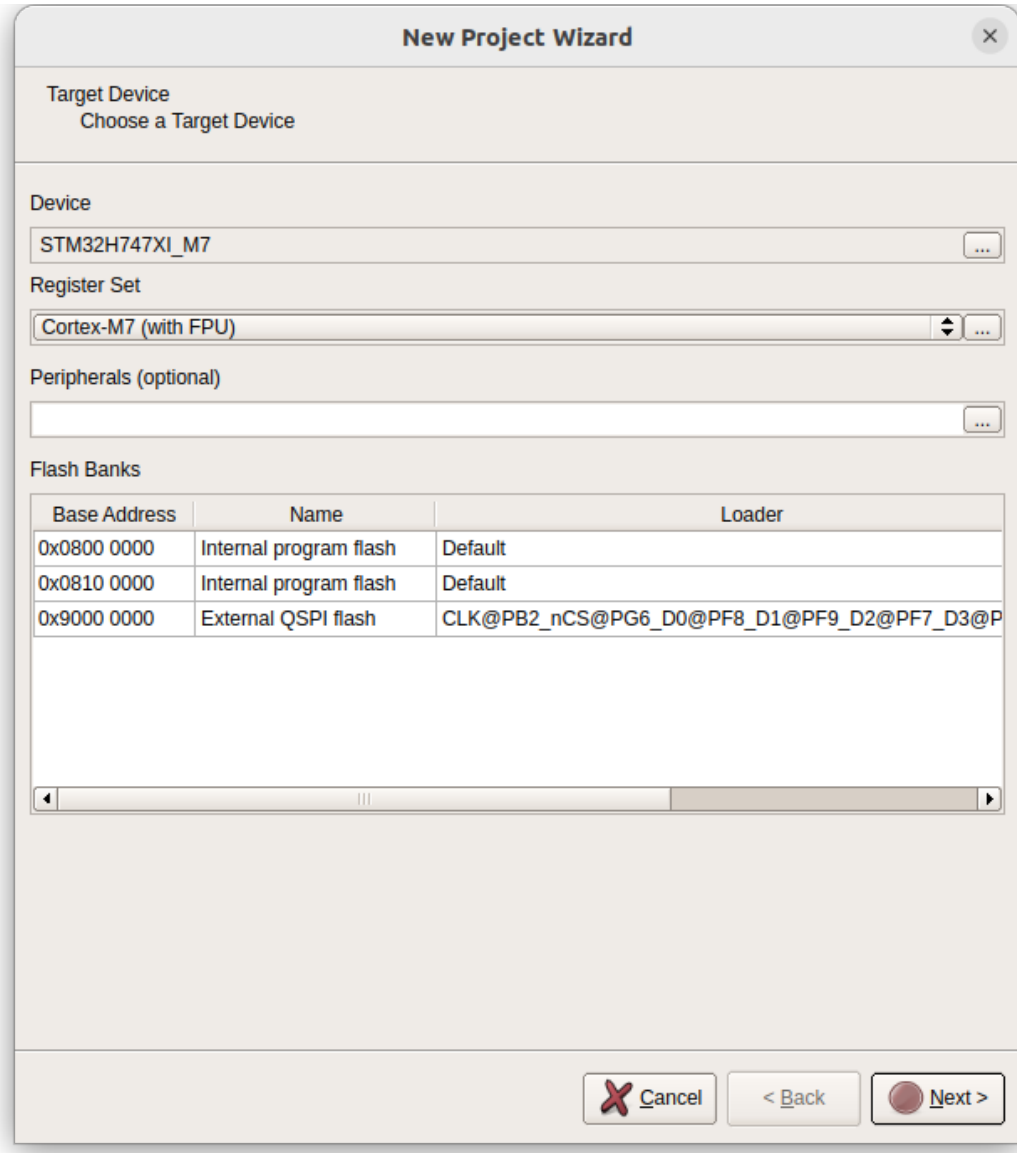 New Project Wizard
Target Device
Choose a Target Device
Device
STM32H747XI_M7
...
Register Set
Cortex-M7 (with FPU)
...
Peripherals (optional)
...
Flash Banks
Base Address Name Loader
0x0800 0000 Internal program flash Default
0x0810 0000 Internal program flash Default
0x9000 0000 External QSPI flash CLK@PB2_nCS@PG6_D0@PF8_D1@PF9_D2@PF7_D3@P
Cancel < Back Next >